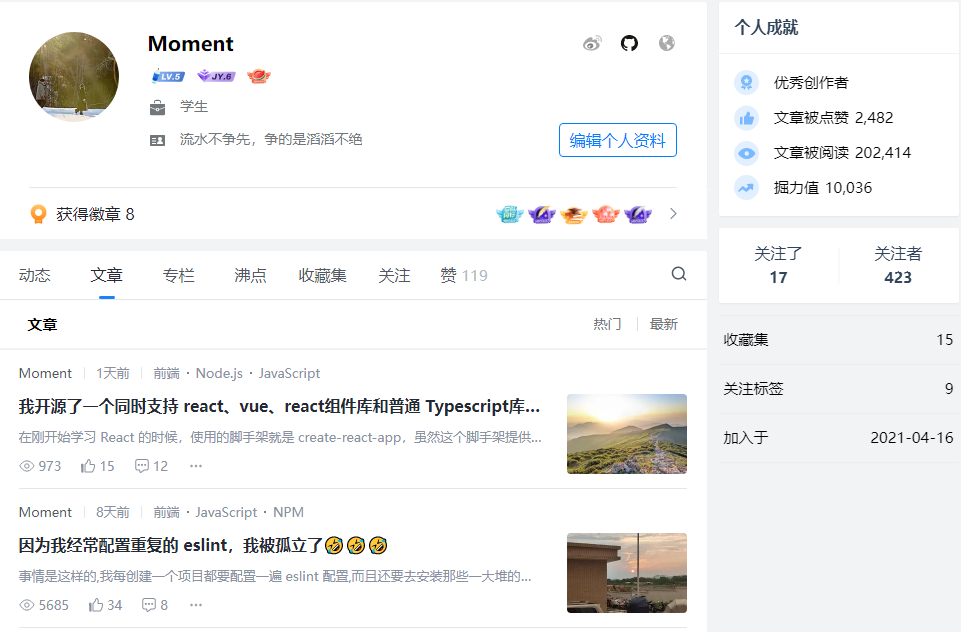 Moment
LV.5 JY.6
学生
流水不争先，争的是滔滔不绝
编辑个人资料
获得徽章 8
动态 文章 专栏 沸点 收藏集 关注 赞 119
文章
热门 最新
Moment 1天前 前端 · Node.js · JavaScript
我开源了一个同时支持 react、vue、react组件库和普通 Typescript库...
在刚开始学习 React 的时候，使用的脚手架就是 create-react-app，虽然这个脚手架提供...
973 15 12 ...
Moment 8天前 前端 · JavaScript · NPM
因为我经常配置重复的 eslint，我被孤立了🤣🤣🤣
事情是这样的,我每创建一个项目都要配置一遍 eslint 配置,而且还要去安装那些一大堆的...
5685 34 8 ...
个人成就
优秀创作者
文章被点赞 2,482
文章被阅读 202,414
掘力值 10,036
关注了 关注者
17 423
收藏集 15
关注标签 9
加入于 2021-04-16